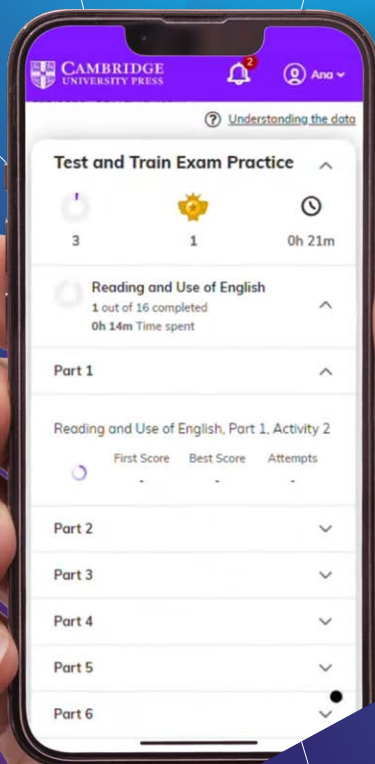 CAMBRIDGE
UNIVERSITY PRESS
2
Ana
? Understanding the data
Test and Train Exam Practice
3 1 0h 21m
Reading and Use of English
1 out of 16 completed
0h 14m Time spent
Part 1
Reading and Use of English, Part 1, Activity 2
First Score Best Score Attempts
- - -
Part 2
Part 3
Part 4
Part 5
Part 6